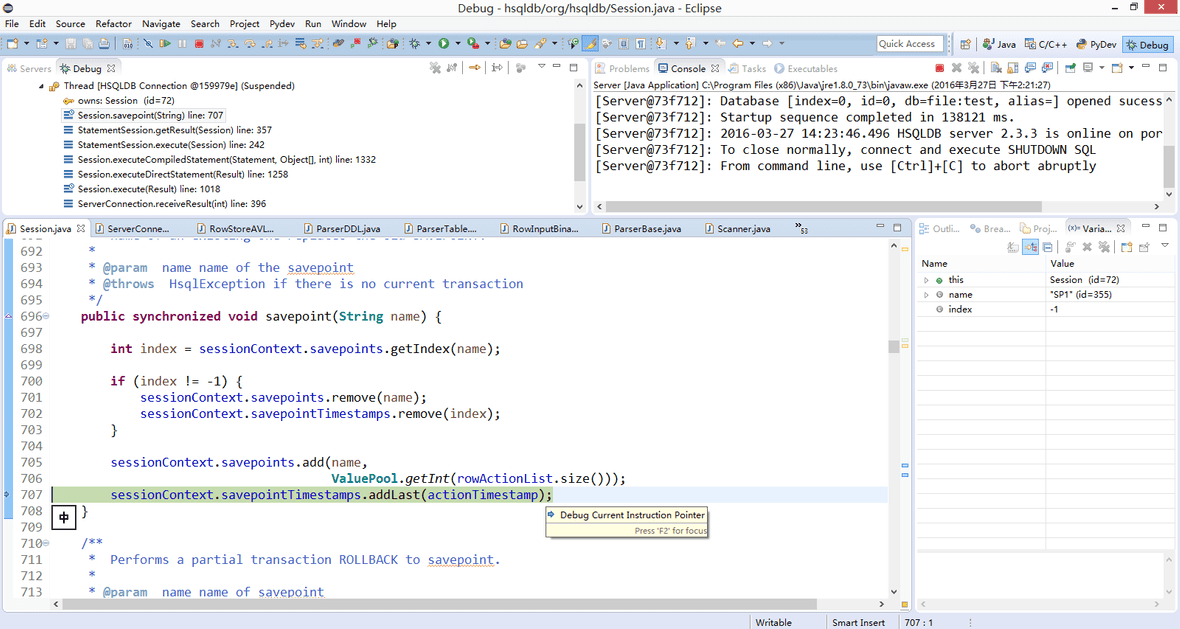 Debug - hsqldb/org/hsqldb/Session.java - Eclipse
File Edit Source Refactor Navigate Search Project Pydev Run Window Help
Quick Access Java C/C++ PyDev Debug
Servers Debug
Thread [HSQLDB Connection @159979e] (Suspended)
owns: Session (id=72)
Session.savepoint(String) line: 707
StatementSession.getResult(Session) line: 357
StatementSession.execute(Session) line: 242
Session.executeCompiledStatement(Statement, Object[], int) line: 1332
Session.executeDirectStatement(Result) line: 1258
Session.execute(Result) line: 1018
ServerConnection.receiveResult(int) line: 396
Problems Console Tasks Executables
Server [Java Application] C:\Program Files (x86)\Java\jre1.8.0_73\bin\javaw.exe (2016年3月27日 下午2:21:27)
[Server@73f712]: Database [index=0, id=0, db=file:test, alias=] opened sucess
[Server@73f712]: Startup sequence completed in 138121 ms.
[Server@73f712]: 2016-03-27 14:23:46.496 HSQLDB server 2.3.3 is online on por
[Server@73f712]: To close normally, connect and execute SHUTDOWN SQL
[Server@73f712]: From command line, use [Ctrl]+[C] to abort abruptly
Session.java ServerConne... RowStoreAVL... ParserDDL.java ParserTable.... RowInputBina... ParserBase.java Scanner.java »53
692 *
693 * @param name name of the savepoint
694 * @throws HsqlException if there is no current transaction
695 */
696 public synchronized void savepoint(String name) {
697
698 int index = sessionContext.savepoints.getIndex(name);
699
700 if (index != -1) {
701 sessionContext.savepoints.remove(name);
702 sessionContext.savepointTimestamps.remove(index);
703 }
704
705 sessionContext.savepoints.add(name,
706 ValuePool.getInt(rowActionList.size()));
707 sessionContext.savepointTimestamps.addLast(actionTimestamp);
708 }
中
Debug Current Instruction Pointer
Press 'F2' for focus
709
710 /**
711 * Performs a partial transaction ROLLBACK to savepoint.
712 *
713 * @param name name of savepoint
Outli... Brea... Proj... (x)= Varia...
Name Value
this Session (id=72)
name "SP1" (id=355)
index -1
Writable Smart Insert 707 : 1